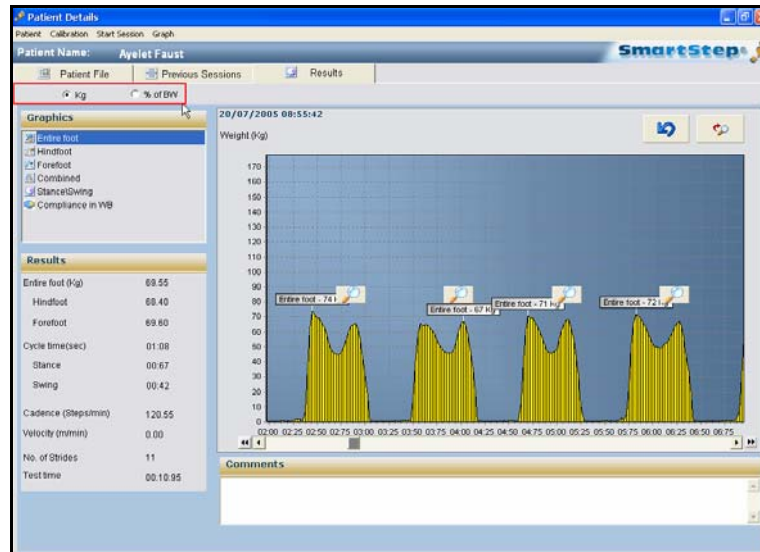 Patient Details
Patient Calibration Start Session Graph
Patient Name: Ayelet Faust
SmartStep
Patient File Previous Sessions Results
Kg % of BW
Graphics
Entire foot
Hindfoot
Forefoot
Combined
Stance\Swing
Compliance in WB
Results
Entire foot (Kg) 69.55
Hindfoot 68.40
Forefoot 69.60
Cycle time(sec) 01:08
Stance 00:67
Swing 00:42
Cadence (Steps/min) 120.55
Velocity (m/min) 0.00
No. of Strides 11
Test time 00:10:95
20/07/2005 08:55:42
Weight (Kg)
170
160
150
140
130
120
110
100
90
80
70
60
50
40
30
20
10
0
Entire foot - 74
Entire foot - 67 K
Entire foot - 71
Entire foot - 72
02:00 02:25 02:50 02:75 03:00 03:25 03:50 03:75 04:00 04:25 04:50 04:75 05:00 05:25 05:50 05:75 06:00 06:25 06:50 06:75
Comments